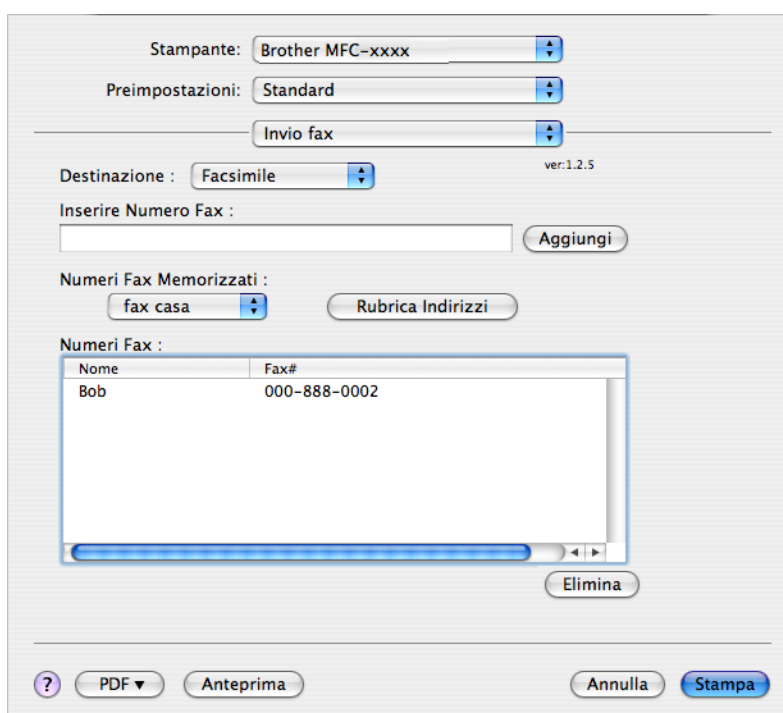 Stampante: Brother MFC-xxxx
Preimpostazioni: Standard
Invio fax
ver:1.2.5
Destinazione : Facsimile
Inserire Numero Fax :
Aggiungi
Numeri Fax Memorizzati :
fax casa Rubrica Indirizzi
Numeri Fax :
Nome Fax#
Bob 000-888-0002
Elimina
? PDF Anteprima Annulla Stampa